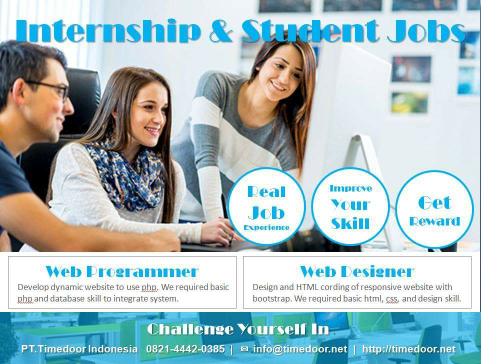 Internship & Student Jobs
Real
Job
Experience
Improve
Your
Skill
Get
Reward
Web Programmer
Develop dynamic website to use php, We required basic
php and database skill to integrate system.
Web Designer
Design and HTML cording of responsive website with
bootstrap. We required basic html, css, and design skill.
Challenge Yourself In
PT.Timedoor Indonesia 0821-4442-0385 | ✉ info@timedoor.net | http://timedoor.net